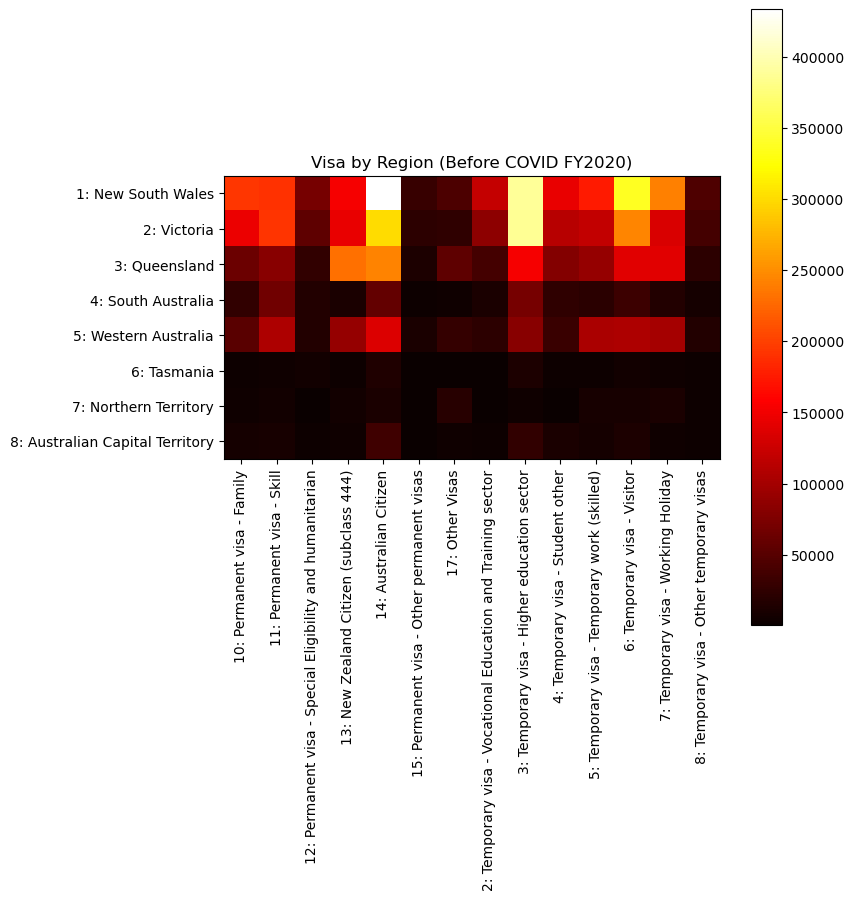 Visa by Region (Before COVID FY2020)
1: New South Wales
2: Victoria
3: Queensland
4: South Australia
5: Western Australia
6: Tasmania
7: Northern Territory
8: Australian Capital Territory
10: Permanent visa - Family
11: Permanent visa - Skill
12: Permanent visa - Special Eligibility and humanitarian
13: New Zealand Citizen (subclass 444)
14: Australian Citizen
15: Permanent visa - Other permanent visas
17: Other Visas
2: Temporary visa - Vocational Education and Training sector
3: Temporary visa - Higher education sector
4: Temporary visa - Student other
5: Temporary visa - Temporary work (skilled)
6: Temporary visa - Visitor
7: Temporary visa - Working Holiday
8: Temporary visa - Other temporary visas
400000
350000
300000
250000
200000
150000
100000
50000